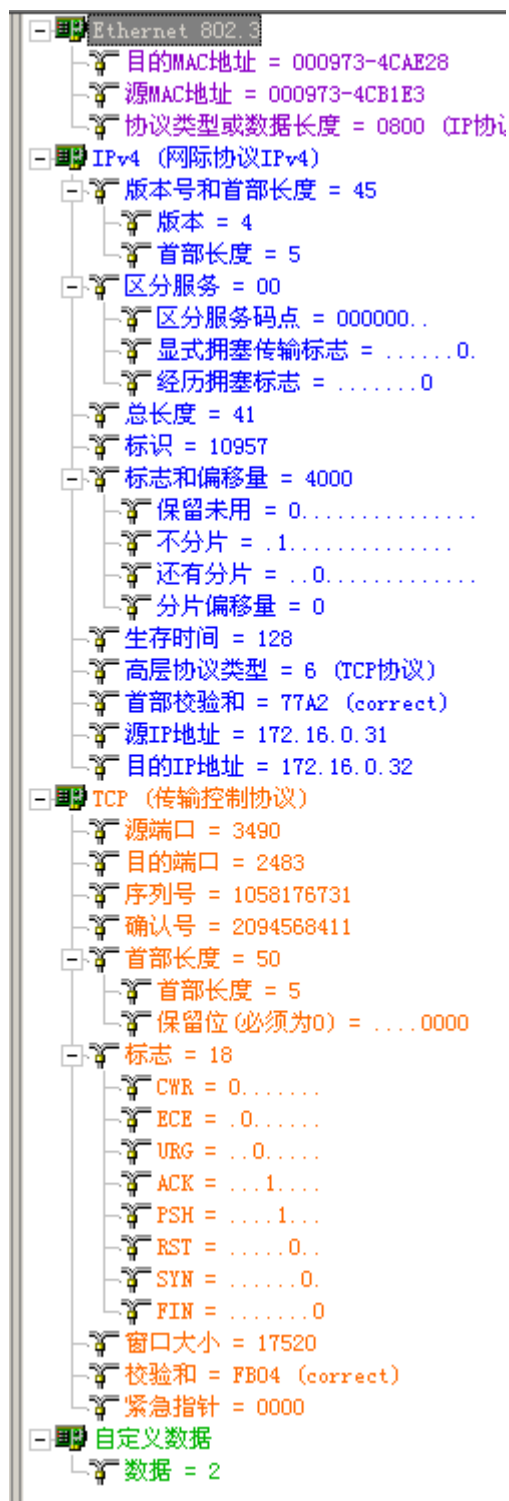 Ethernet 802.3
目的MAC地址 = 000973-4CAE28
源MAC地址 = 000973-4CB1E3
协议类型或数据长度 = 0800 (IP协
IPv4 (网际协议IPv4)
版本号和首部长度 = 45
版本 = 4
首部长度 = 5
区分服务 = 00
区分服务码点 = 000000..
显式拥塞传输标志 = ......0.
经历拥塞标志 = .......0
总长度 = 41
标识 = 10957
标志和偏移量 = 4000
保留未用 = 0...............
不分片 = .1..............
还有分片 = ..0.............
分片偏移量 = 0
生存时间 = 128
高层协议类型 = 6 (TCP协议)
首部校验和 = 77A2 (correct)
源IP地址 = 172.16.0.31
目的IP地址 = 172.16.0.32
TCP (传输控制协议)
源端口 = 3490
目的端口 = 2483
序列号 = 1058176731
确认号 = 2094568411
首部长度 = 50
首部长度 = 5
保留位(必须为0) = ....0000
标志 = 18
CWR = 0.......
ECE = .0......
URG = ..0.....
ACK = ...1....
PSH = ....1...
RST = .....0..
SYN = ......0.
FIN = .......0
窗口大小 = 17520
校验和 = FB04 (correct)
紧急指针 = 0000
自定义数据
数据 = 2